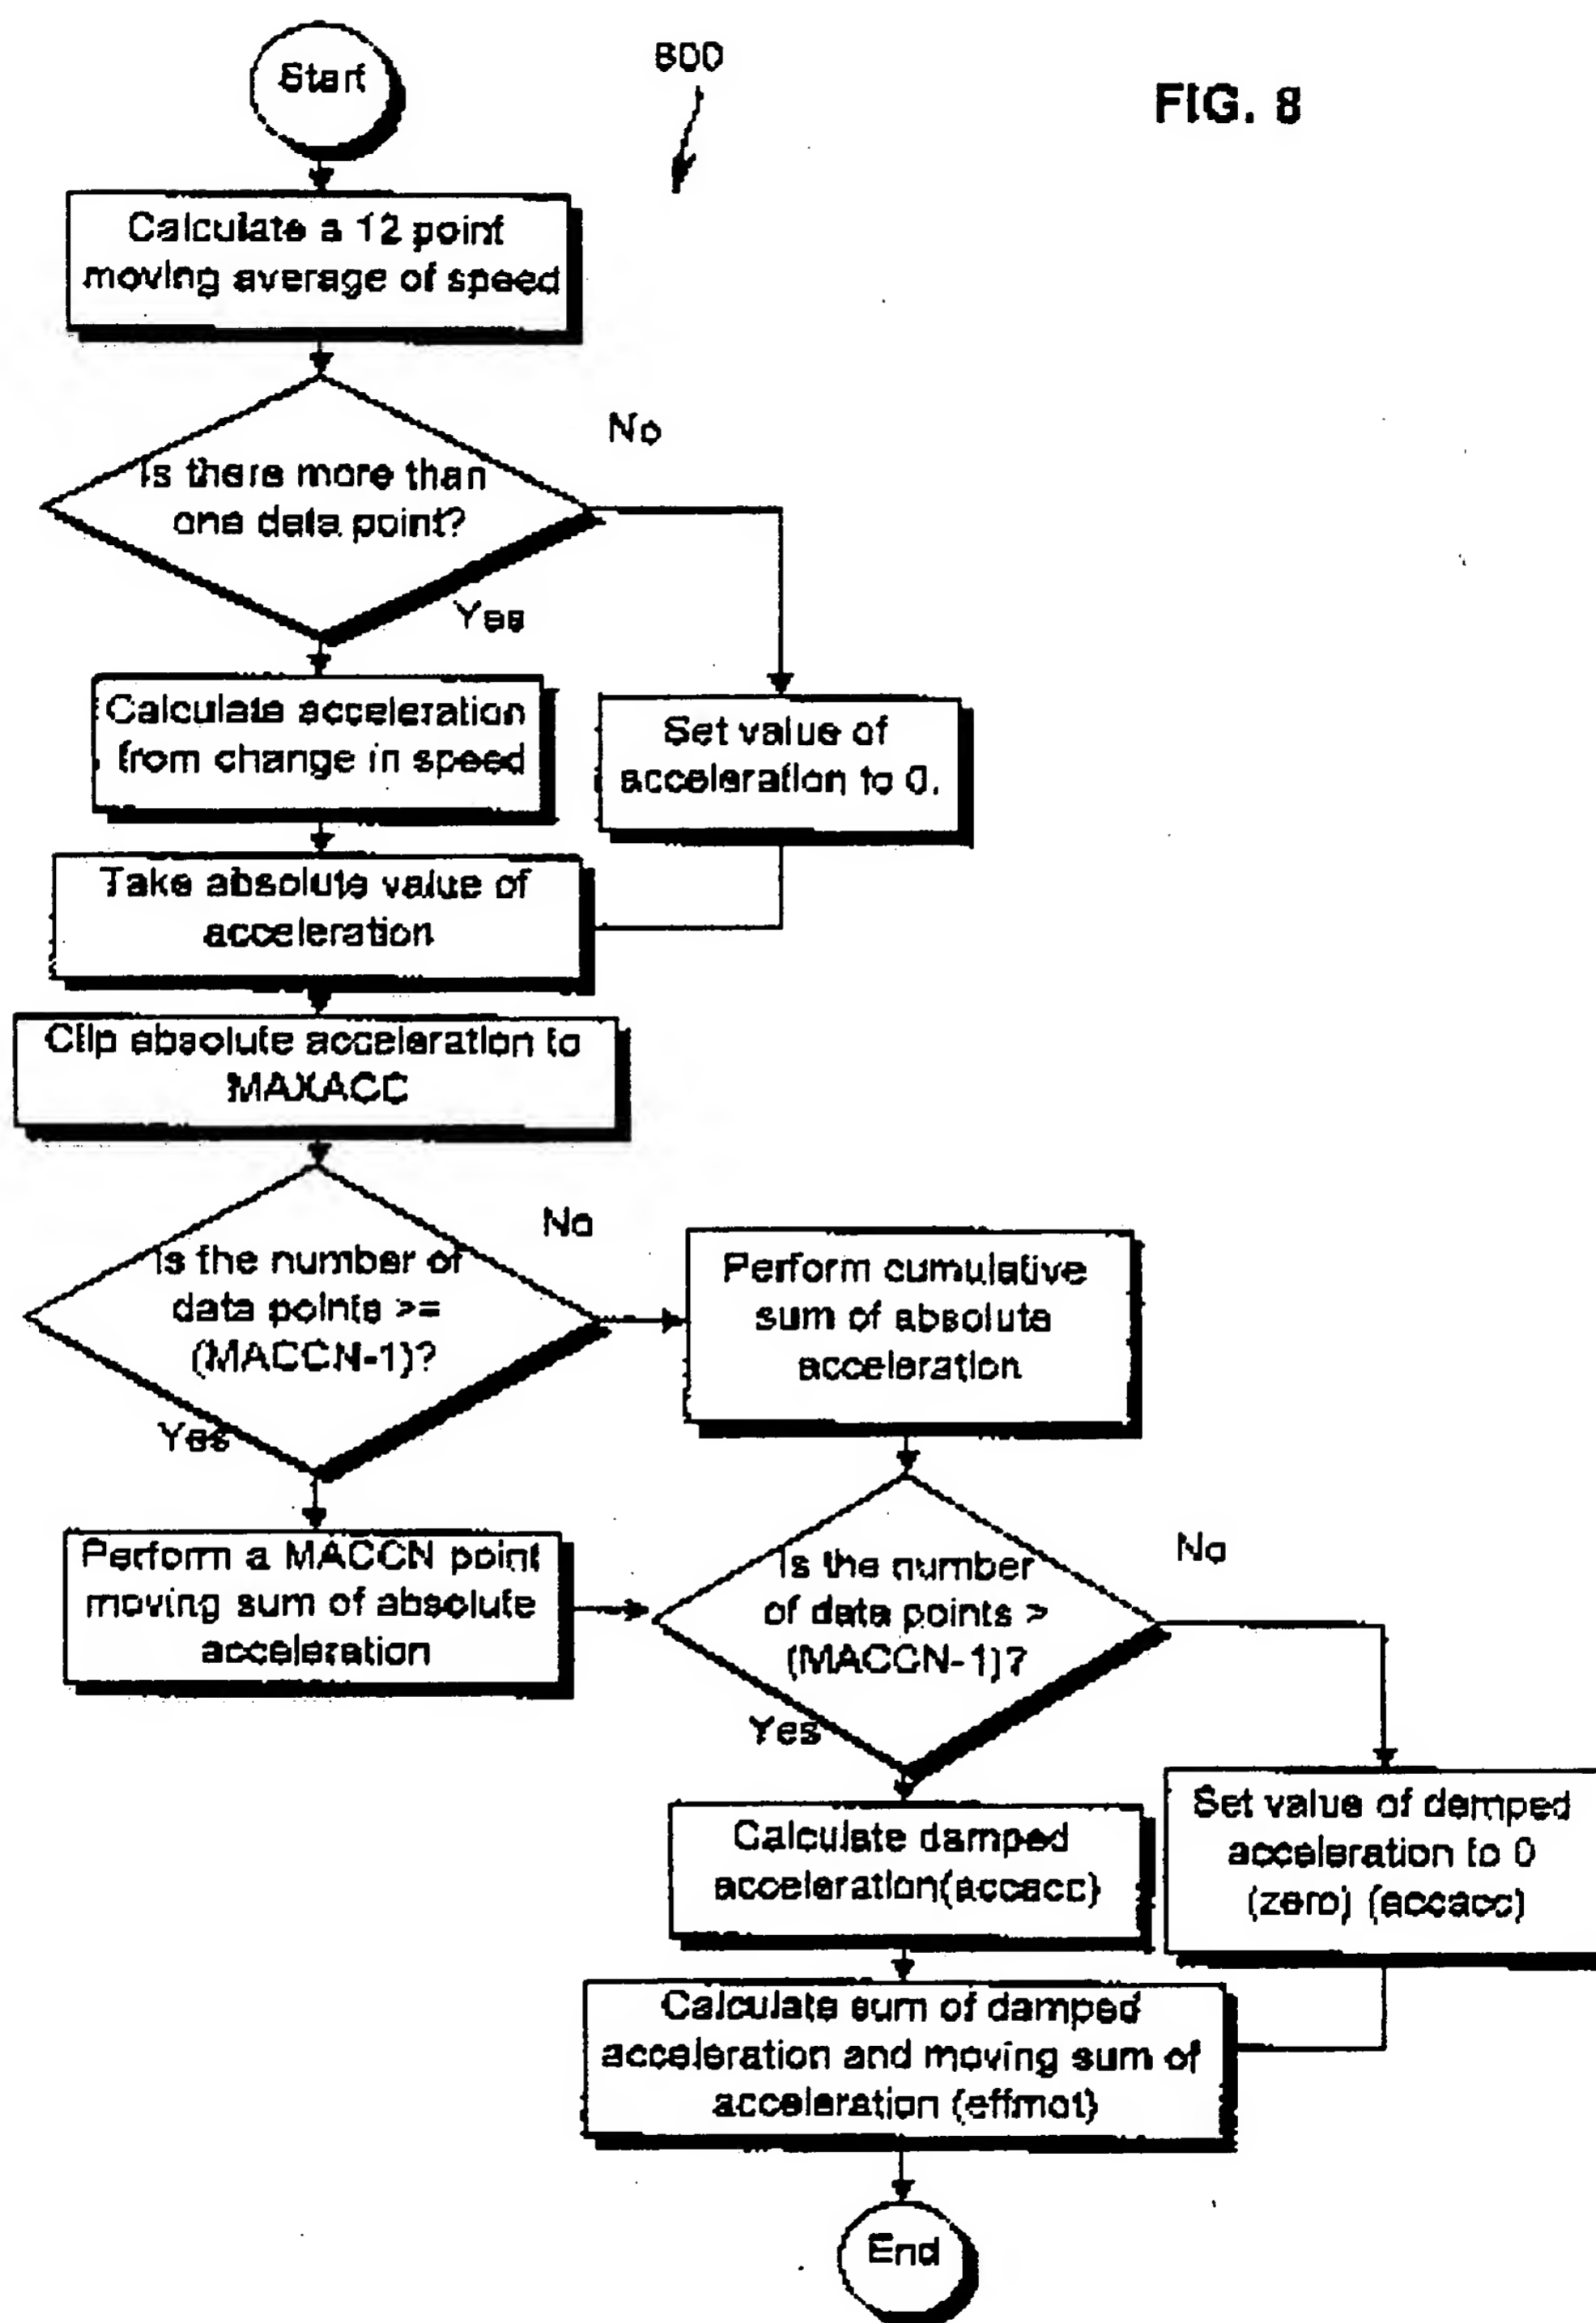 Start
800
FIG. 8
Calculate a 12 point
moving average of speed
Is there more than
one data point?
No
Yes
Calculate acceleration
from change in speed
Set value of
acceleration to 0.
Take absolute value of
acceleration
Clip absolute acceleration to
MAXACC
Is the number of
data points >=
(MACCN-1)?
No
Yes
Perform cumulative
sum of absolute
acceleration
Perform a MACCN point
moving sum of absolute
acceleration
Is the number
of data points >
(MACCN-1)?
No
Yes
Calculate damped
acceleration(accacc)
Set value of damped
acceleration to 0
(zero) (accacc)
Calculate sum of damped
acceleration and moving sum of
acceleration (effmot)
End